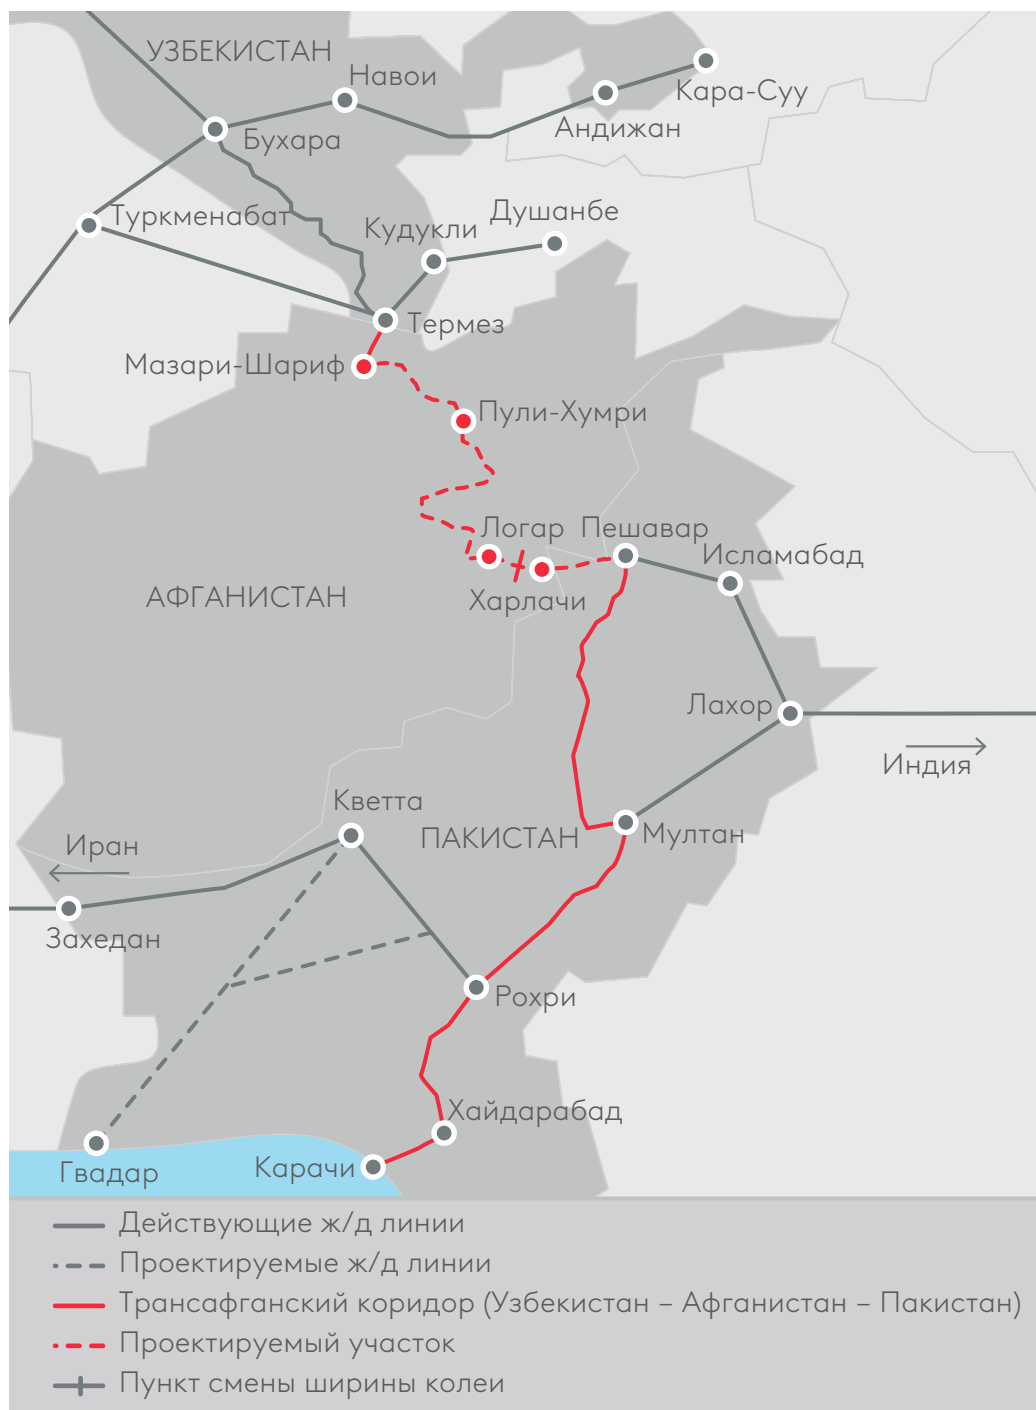 УЗБЕКИСТАН
Навои
Кара-Суу
Андижан
Бухара
Туркменабат
Душанбе
Кудукли
Термез
Мазари-Шариф
Пули-Хумри
Логар
Пешавар
Исламабад
АФГАНИСТАН
Харлачи
Лахор
Индия
Кветта
ПАКИСТАН
Мултан
Иран
Захедан
Рохри
Хайдарабад
Гвадар
Карачи
Действующие ж/д линии
Проектируемые ж/д линии
Трансафганский коридор (Узбекистан – Афганистан – Пакистан)
Проектируемый участок
Пункт смены ширины колеи